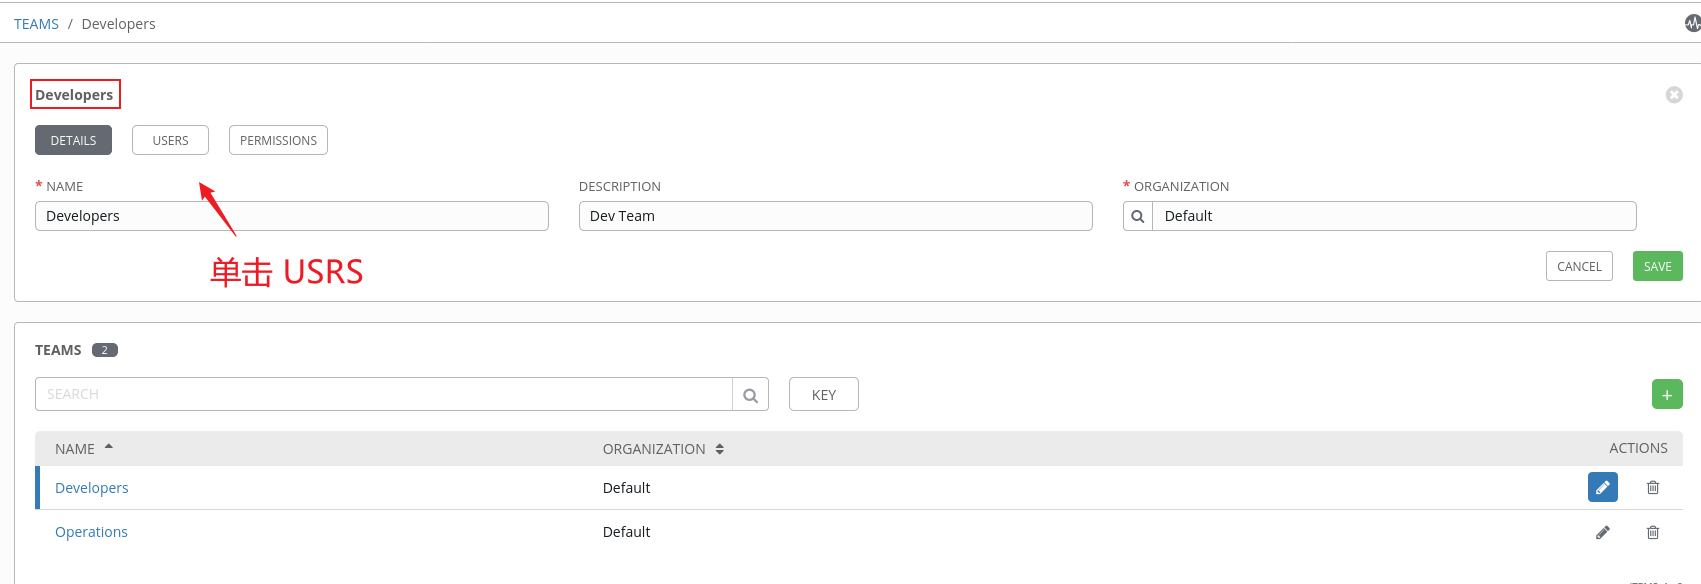 TEAMS / Developers
Developers
DETAILS USERS PERMISSIONS
* NAME DESCRIPTION * ORGANIZATION
Developers Dev Team Default
单击 USRS
CANCEL SAVE
TEAMS 2
SEARCH KEY +
NAME ORGANIZATION ACTIONS
Developers Default
Operations Default